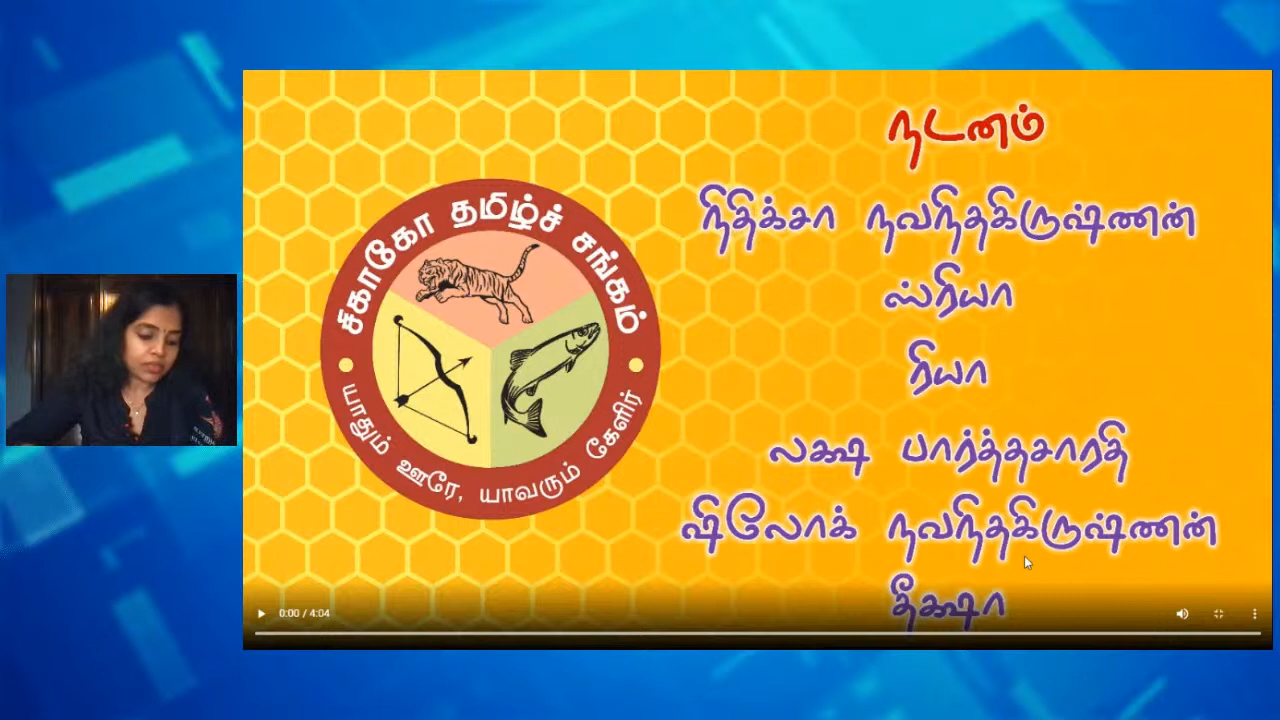 நடனம்
நிதிக்சா நவநிதகிருஷ்ணன்
ஸ்ரியா
ரியா
லக்ஷ பார்த்தசாரதி
ஷிலோக் நவநிதகிருஷ்ணன்
தீக்ஷா
சிகாகோ தமிழ்ச் சங்கம்
யாதும் ஊரே, யாவரும் கேளிர்
0:00 / 4:04